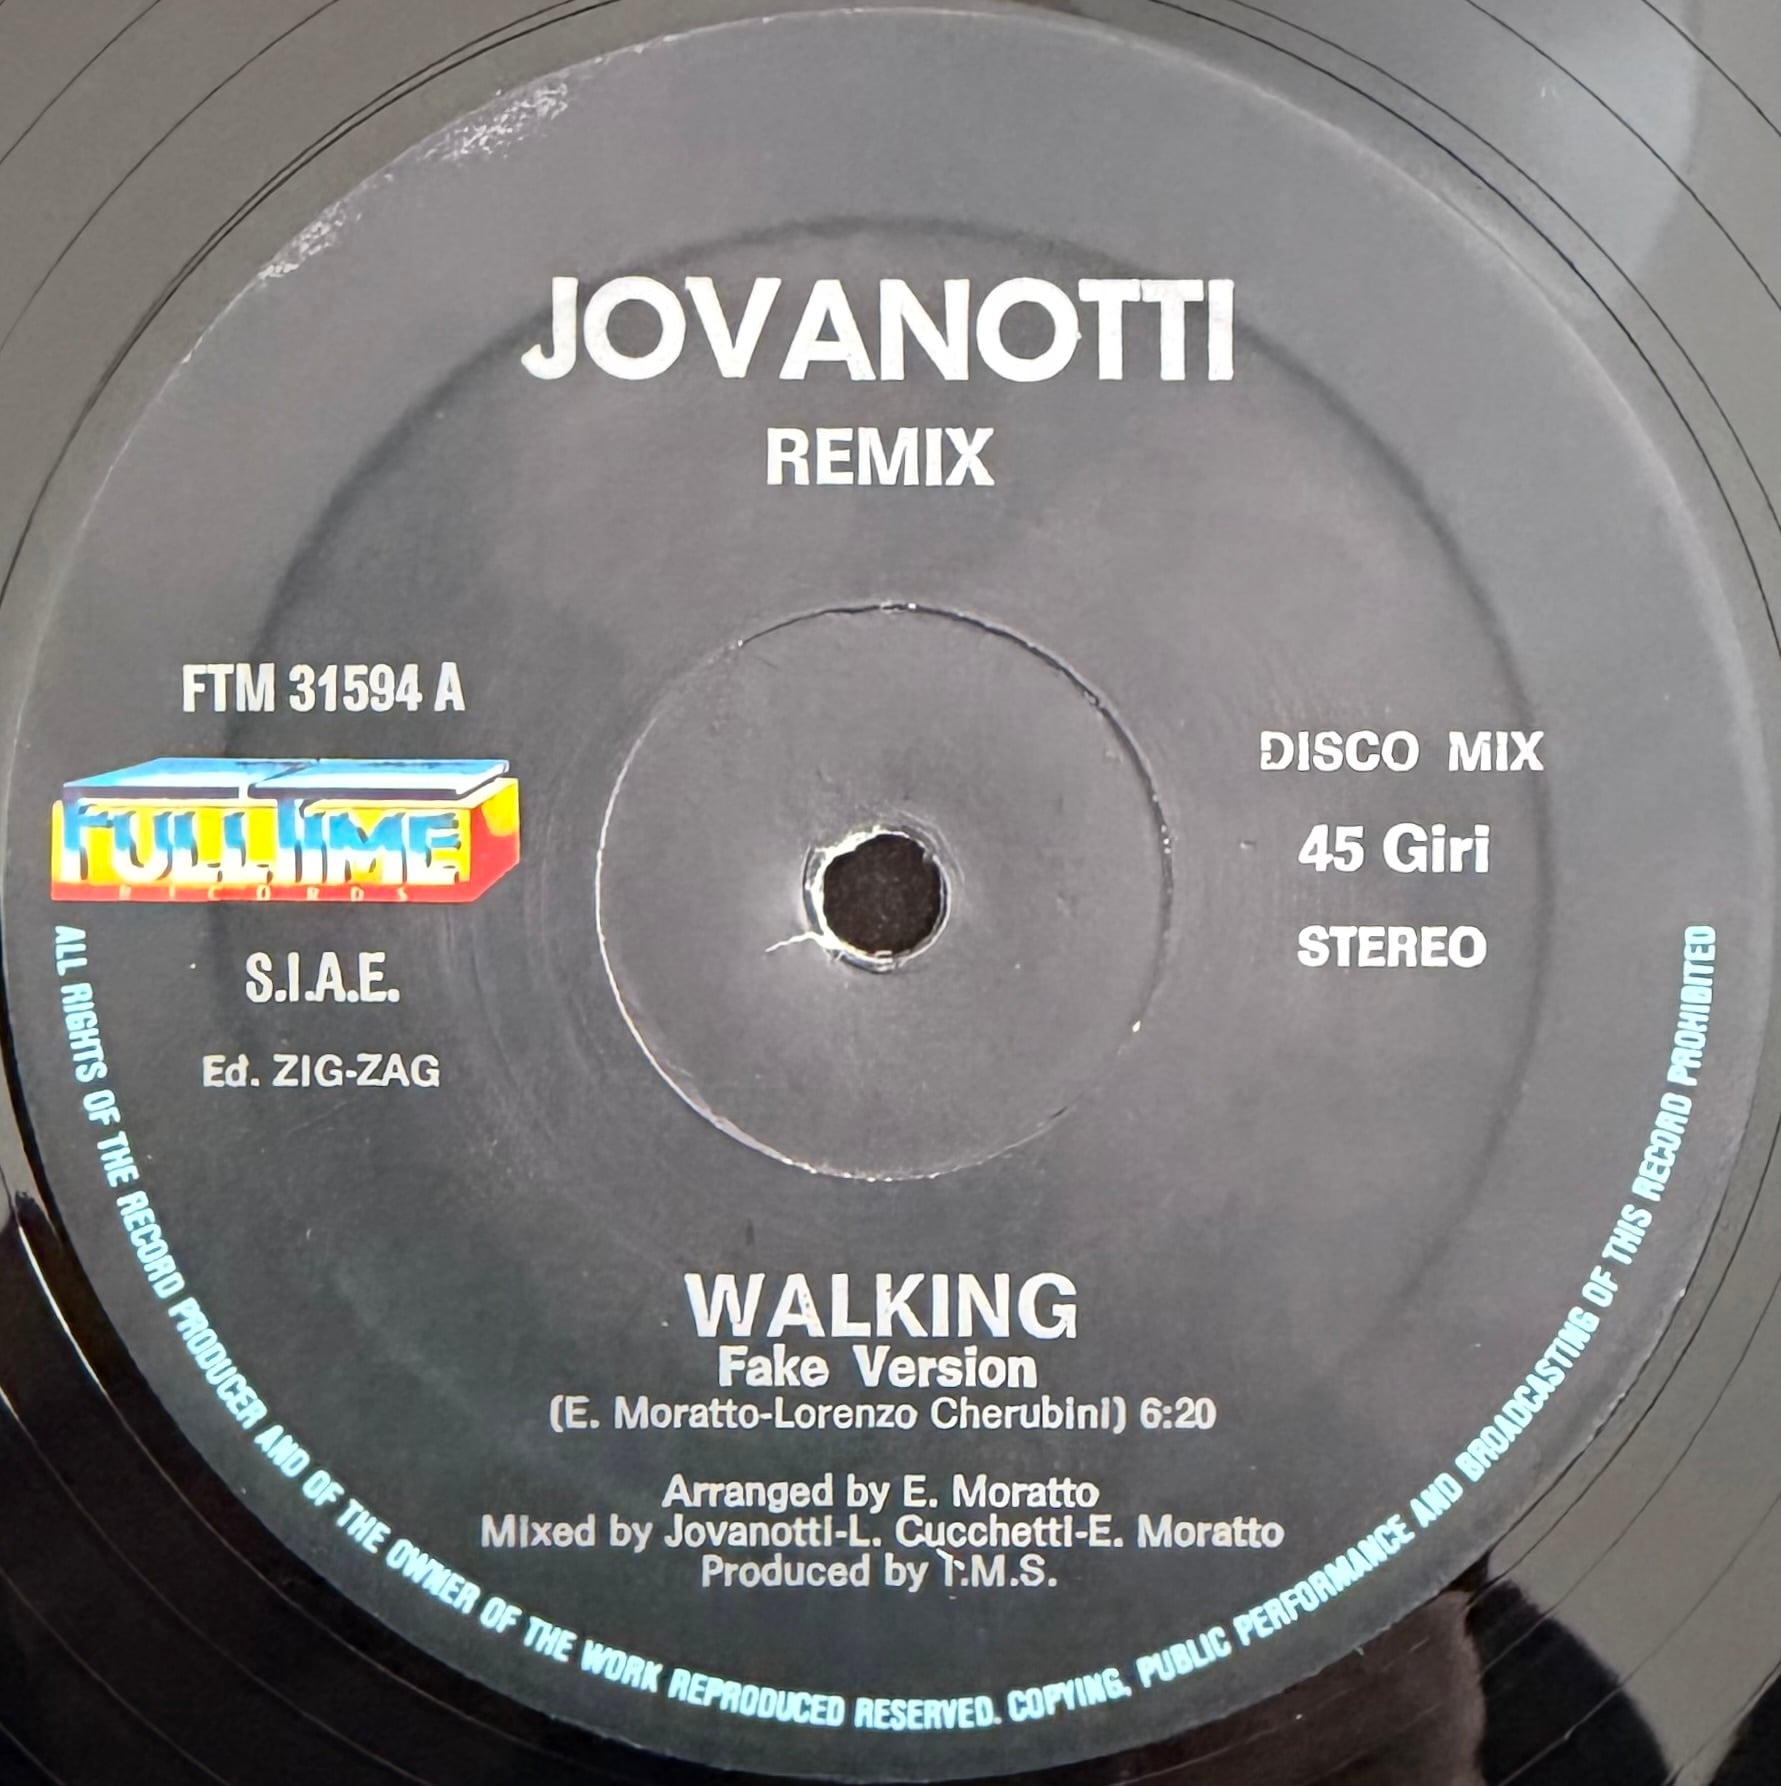 JOVANOTTI
REMIX
FTM 31594 A
FULLTIME
RECORDS
S.I.A.E.
Ed. ZIG-ZAG
DISCO MIX
45 Giri
STEREO
WALKING
Fake Version
(E. Moratto-Lorenzo Cherubini) 6:20
Arranged by E. Moratto
Mixed by Jovanotti-L. Cucchetti-E. Moratto
Produced by T.M.S.
ALL RIGHTS OF THE RECORD PRODUCER AND OF THE OWNER OF THE WORK REPRODUCED RESERVED. COPYING, PUBLIC PERFORMANCE AND BROADCASTING OF THIS RECORD PROHIBITED